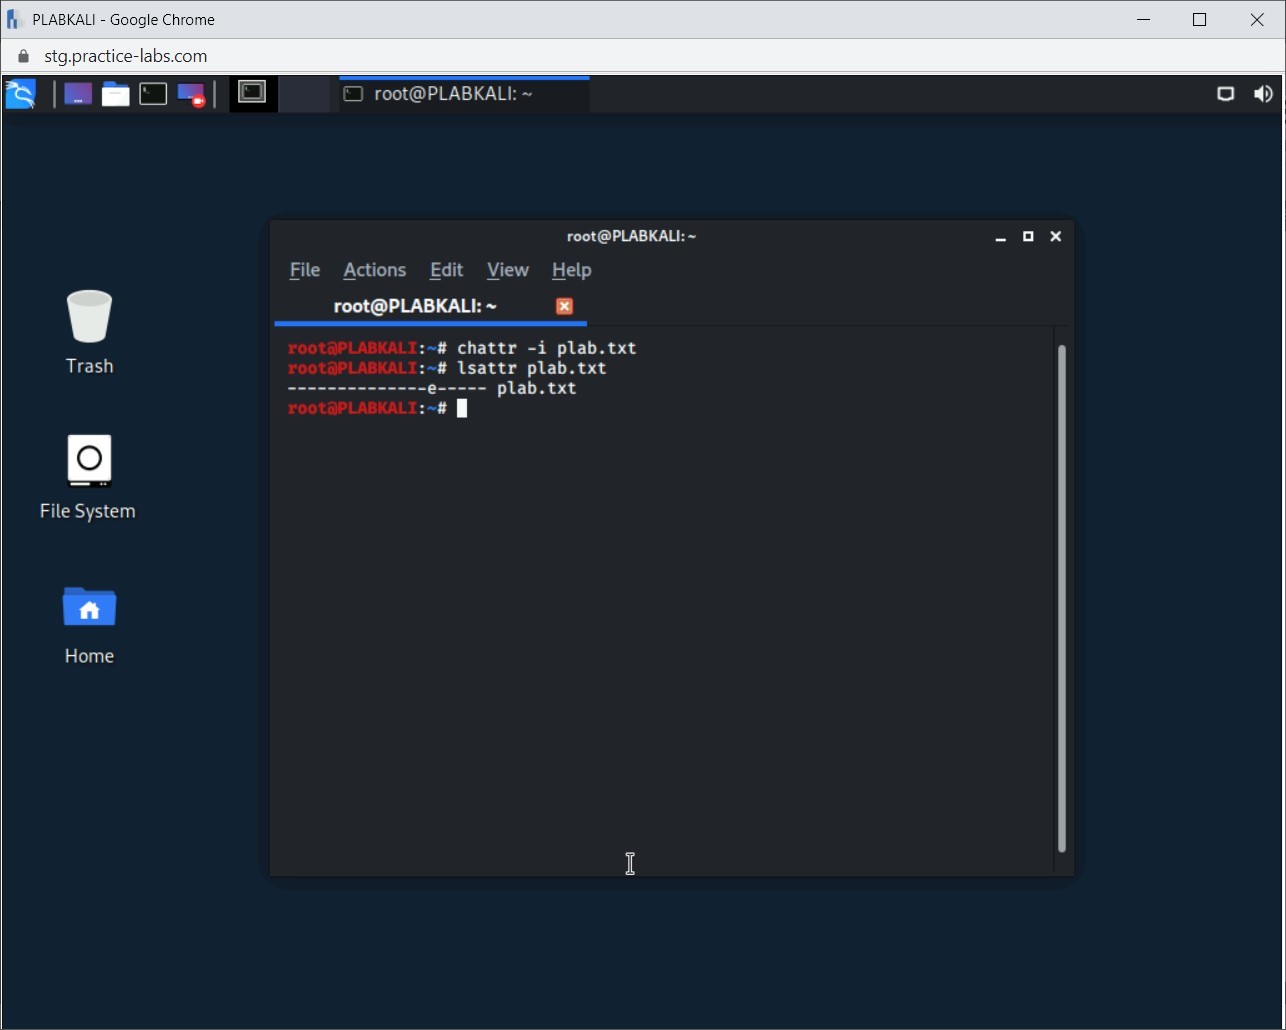 PLABKALI - Google Chrome
stg.practice-labs.com
root@PLABKALI: ~
root@PLABKALI: ~
File Actions Edit View Help
root@PLABKALI: ~
root@PLABKALI:~# chattr -i plab.txt
root@PLABKALI:~# lsattr plab.txt
--------------e----- plab.txt
root@PLABKALI:~#
Trash
File System
Home